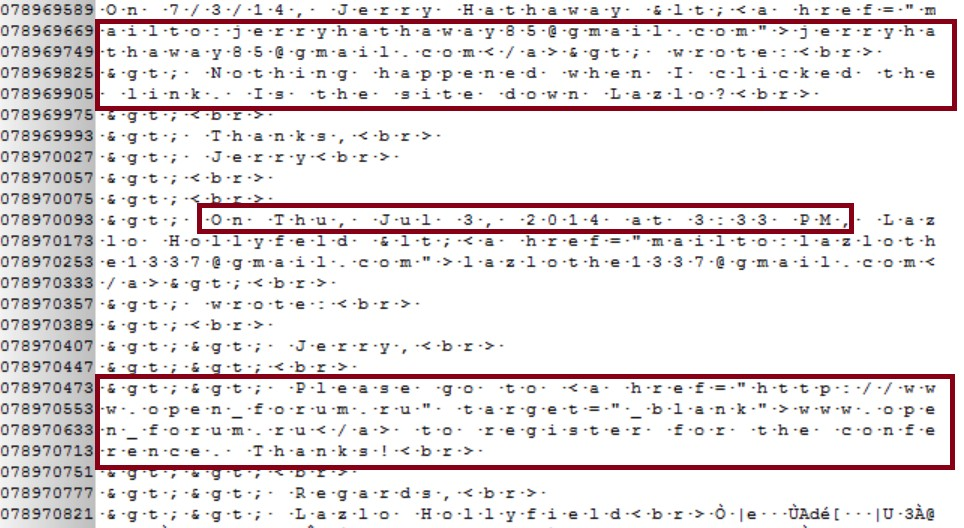 078969589 ·O·n· ·7·/·3·/·1·4·,· ·J·e·r·r·y· ·H·a·t·h·a·w·a·y· ·&·l·t·;·<·a· ·h·r·e·f·=·"·m
078969669 ·a·i·l·t·o·:·j·e·r·r·y·h·a·t·h·a·w·a·y·8·5·@·g·m·a·i·l·.·c·o·m·"·>·j·e·r·r·y·h·a
078969749 ·t·h·a·w·a·y·8·5·@·g·m·a·i·l·.·c·o·m·<·/·a·>·&·g·t·;· ·w·r·o·t·e·:·<·b·r·>·
078969825 ·&·g·t·;· ·N·o·t·h·i·n·g· ·h·a·p·p·e·n·e·d· ·w·h·e·n· ·I· ·c·l·i·c·k·e·d· ·t·h·e
078969905 · ·l·i·n·k·.· ·I·s· ·t·h·e· ·s·i·t·e· ·d·o·w·n· ·L·a·z·l·o·?·<·b·r·>·
078969975 ·&·g·t·;·<·b·r·>·
078969993 ·&·g·t·;· ·T·h·a·n·k·s·,·<·b·r·>·
078970027 ·&·g·t·;· ·J·e·r·r·y·<·b·r·>·
078970057 ·&·g·t·;·<·b·r·>·
078970075 ·&·g·t·;·<·b·r·>·
078970093 ·&·g·t·;· ·O·n· ·T·h·u·,· ·J·u·l· ·3·,· ·2·0·1·4· ·a·t· ·3·:·3·3· ·P·M·,· ·L·a·z
078970173 ·l·o· ·H·o·l·l·y·f·e·l·d· ·&·l·t·;·<·a· ·h·r·e·f·=·"·m·a·i·l·t·o·:·l·a·z·l·o·t·h
078970253 ·e·1·3·3·7·@·g·m·a·i·l·.·c·o·m·"·>·l·a·z·l·o·t·h·e·1·3·3·7·@·g·m·a·i·l·.·c·o·m·<
078970333 ·/·a·>·&·g·t·;·<·b·r·>·
078970357 ·&·g·t·;· ·w·r·o·t·e·:·<·b·r·>·
078970389 ·&·g·t·;·<·b·r·>·
078970407 ·&·g·t·;·&·g·t·;· ·J·e·r·r·y·,·<·b·r·>·
078970447 ·&·g·t·;·&·g·t·;·<·b·r·>·
078970473 ·&·g·t·;·&·g·t·;· ·P·l·e·a·s·e· ·g·o· ·t·o· ·<·a· ·h·r·e·f·=·"·h·t·t·p·:·/·/·w·w
078970553 ·w·.·o·p·e·n·_·f·o·r·u·m·.·r·u·"· ·t·a·r·g·e·t·=·"·_·b·l·a·n·k·"·>·w·w·w·.·o·p·e
078970633 ·n·_·f·o·r·u·m·.·r·u·<·/·a·>· ·t·o· ·r·e·g·i·s·t·e·r· ·f·o·r· ·t·h·e· ·c·o·n·f·e
078970713 ·r·e·n·c·e·.· ·T·h·a·n·k·s·!·<·b·r·>·
078970751 ·&·g·t·;·&·g·t·;·<·b·r·>·
078970777 ·&·g·t·;·&·g·t·;· ·R·e·g·a·r·d·s·,·<·b·r·>·
078970821 ·&·g·t·;·&·g·t·;· ·L·a·z·l·o· ·H·o·l·l·y·f·i·e·l·d·<·b·r·>·Ò·|e···ÙAdé[···|U·3À@